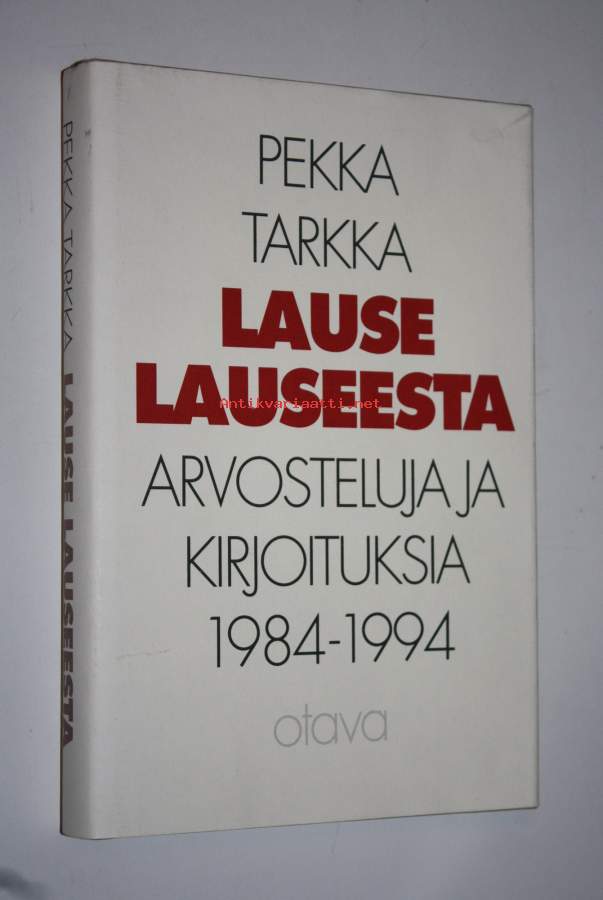 PEKKA
TARKKA
LAUSE
LAUSEESTA
Antikvariaatti.net
ARVOSTELUJA JA
KIRJOITUKSIA
1984-1994
otava
PEKKA TARKKA LAUSE LAUSEESTA